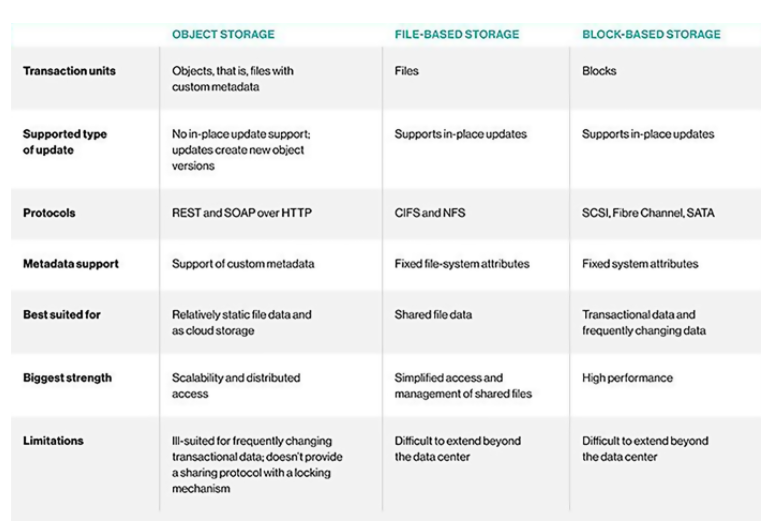 OBJECT STORAGE FILE-BASED STORAGE BLOCK-BASED STORAGE
Transaction units
Objects, that is, files with
custom metadata
Files
Blocks
Supported type
of update
No in-place update support;
updates create new object
versions
Supports in-place updates
Supports in-place updates
Protocols
REST and SOAP over HTTP
CIFS and NFS
SCSI, Fibre Channel, SATA
Metadata support
Support of custom metadata
Fixed file-system attributes
Fixed system attributes
Best suited for
Relatively static file data and
as cloud storage
Shared file data
Transactional data and
frequently changing data
Biggest strength
Scalability and distributed
access
Simplified access and
management of shared files
High performance
Limitations
Ill-suited for frequently changing
transactional data; doesn't provide
a sharing protocol with a locking
mechanism
Difficult to extend beyond
the data center
Difficult to extend beyond
the data center